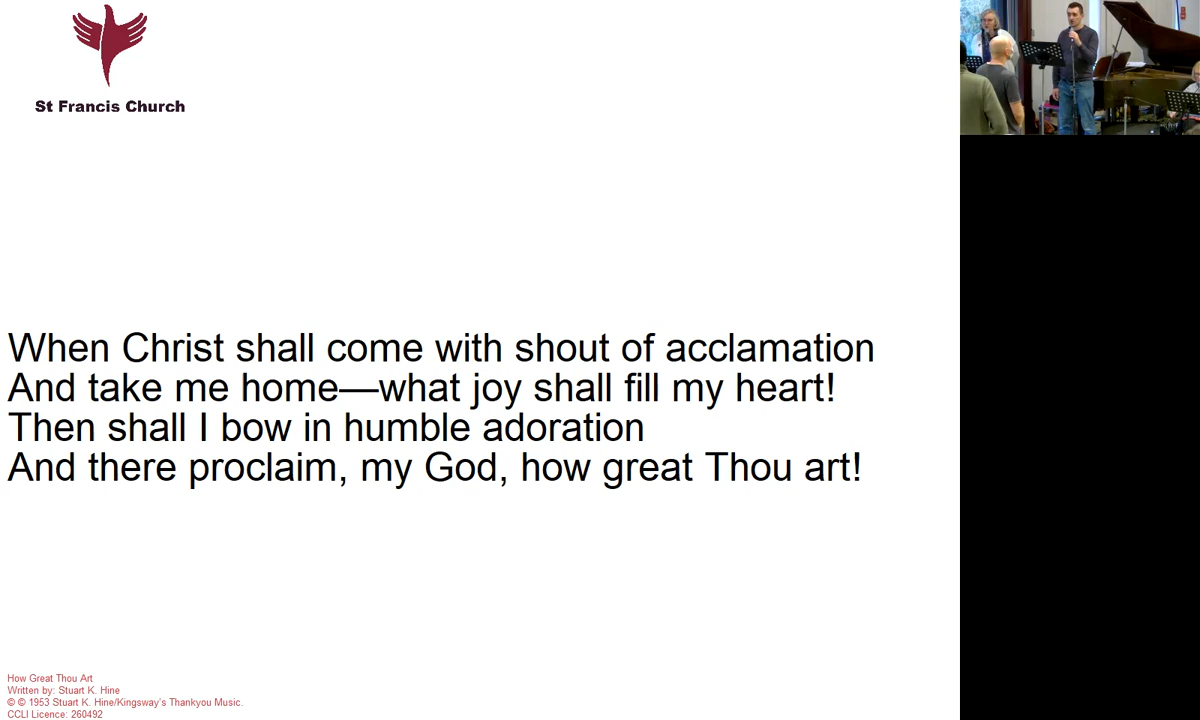 St Francis Church
When Christ shall come with shout of acclamation
And take me home—what joy shall fill my heart!
Then shall I bow in humble adoration
And there proclaim, my God, how great Thou art!
How Great Thou Art
Written by: Stuart K. Hine
© © 1953 Stuart K. Hine/Kingsway's Thankyou Music.
CCLI Licence: 260492